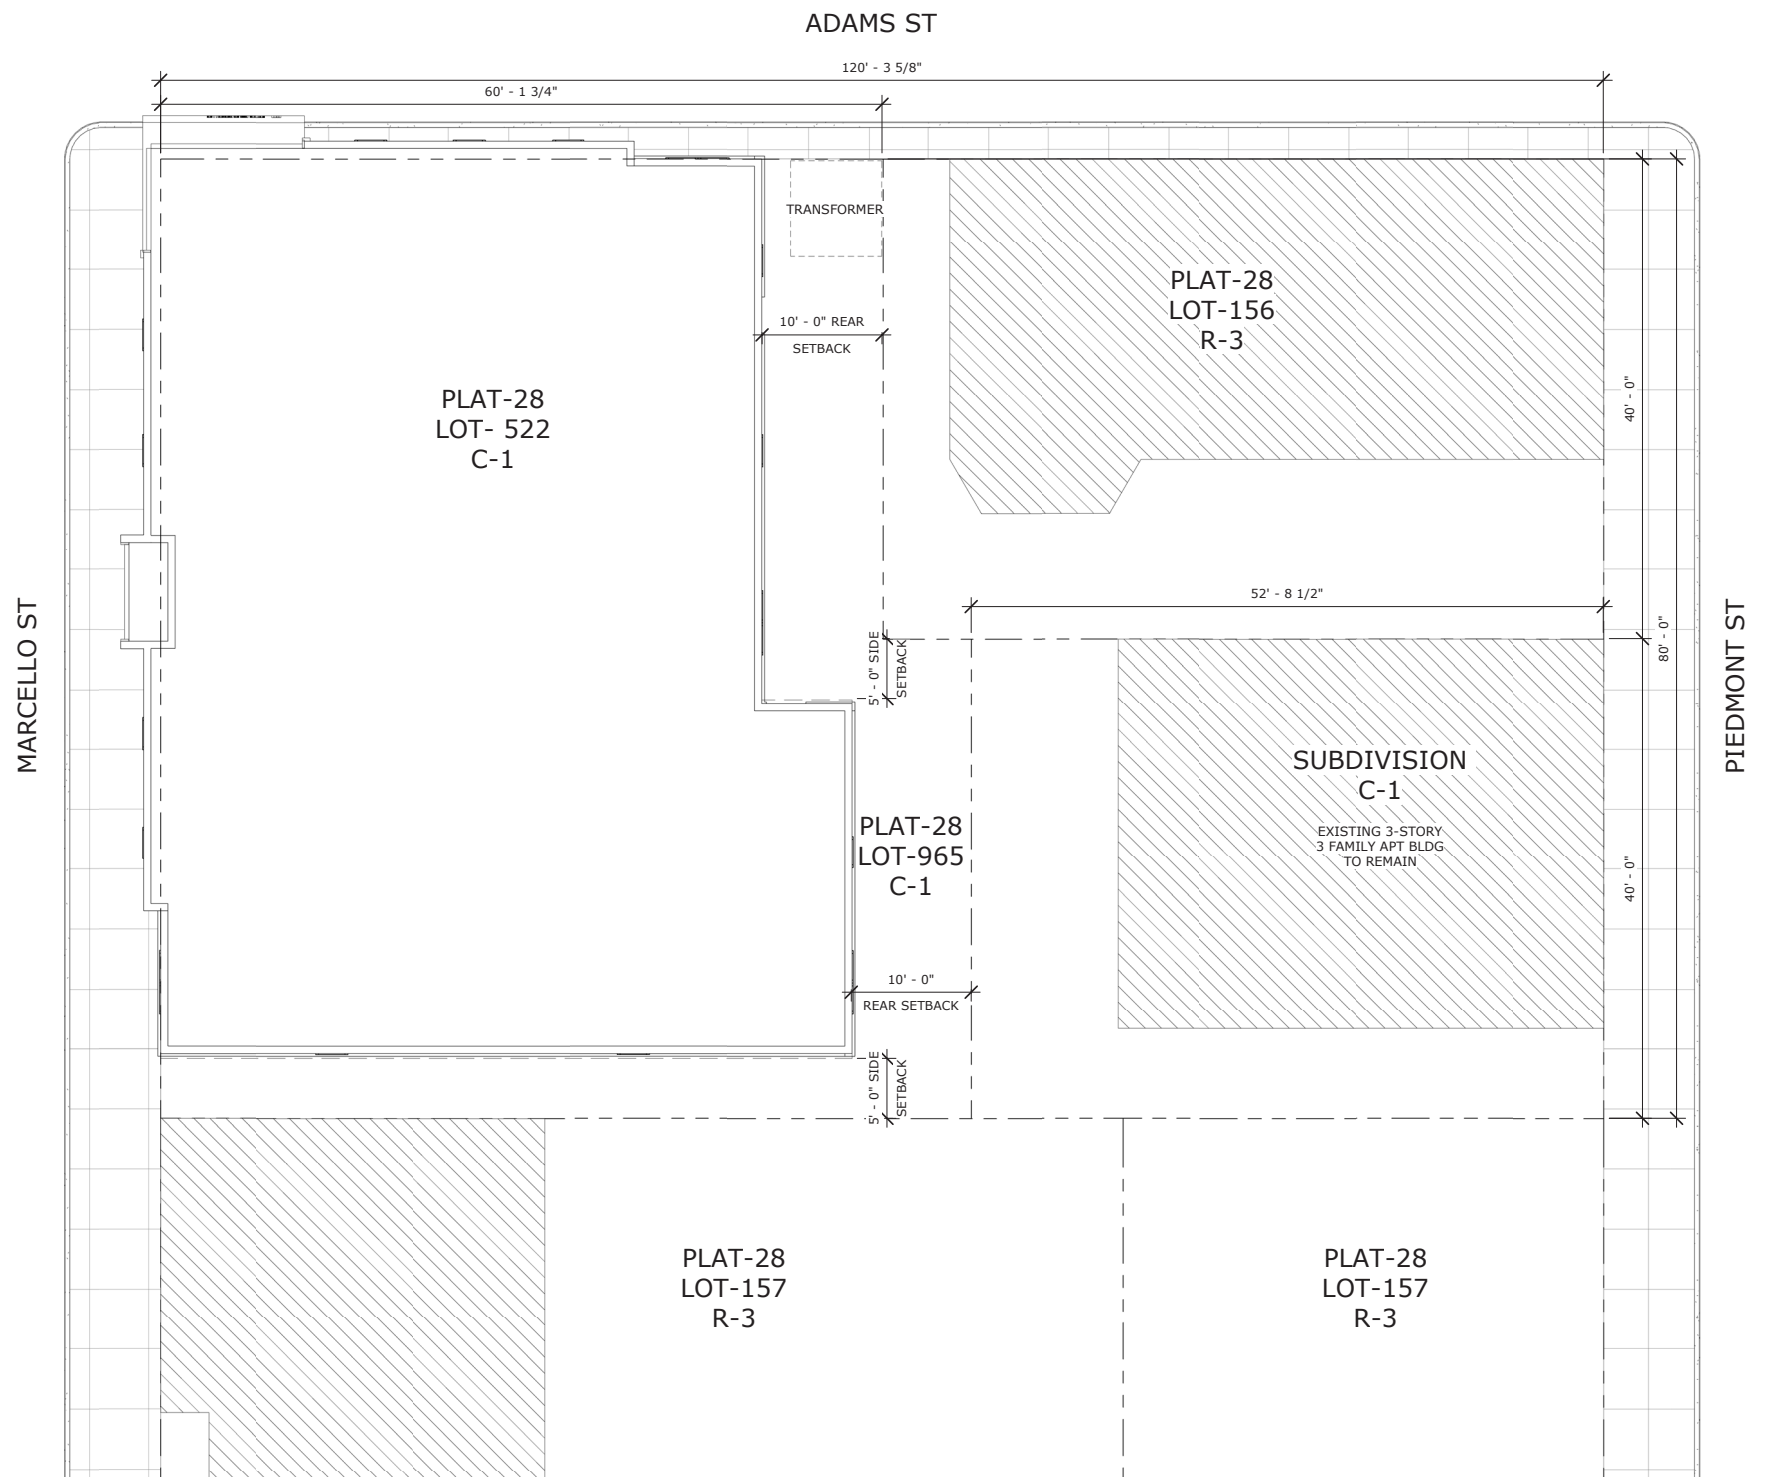 ADAMS ST
120' - 3 5/8"
60' - 1 3/4"
TRANSFORMER
PLAT-28
LOT-156
R-3
10' - 0" REAR
SETBACK
40' - 0"
PLAT-28
LOT- 522
C-1
52' - 8 1/2"
MARCELLO ST
5' - 0" SIDE
SETBACK
80' - 0"
PIEDMONT ST
SUBDIVISION
C-1
EXISTING 3-STORY
3 FAMILY APT BLDG
TO REMAIN
PLAT-28
LOT-965
C-1
40' - 0"
10' - 0"
REAR SETBACK
5' - 0" SIDE
SETBACK
PLAT-28
LOT-157
R-3
PLAT-28
LOT-157
R-3